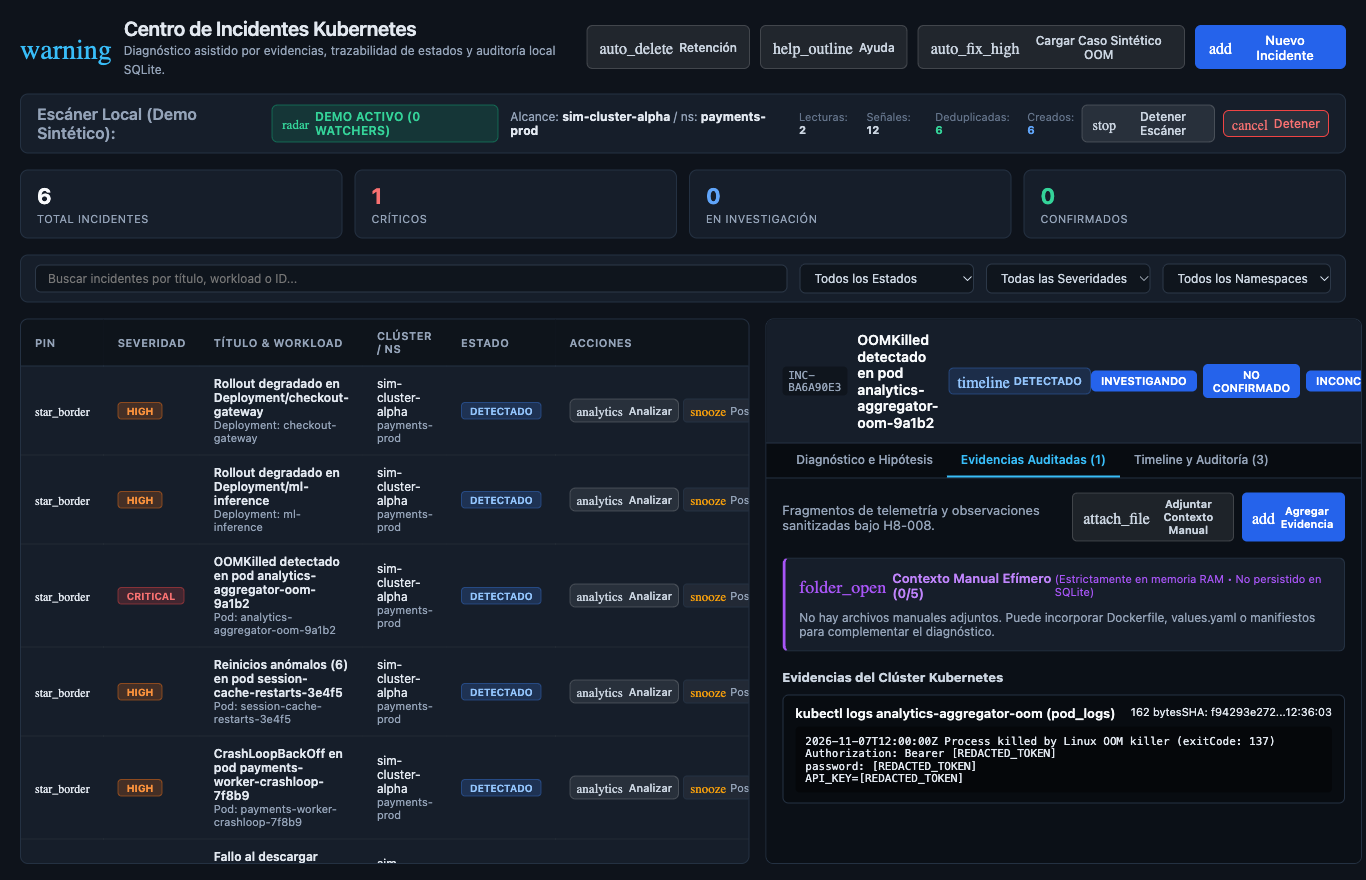 warning
Centro de Incidentes Kubernetes
Diagnóstico asistido por evidencias, trazabilidad de estados y auditoría local
SQLite.
auto_delete Retención
help_outline Ayuda
auto_fix_high Cargar Caso Sintético
OOM
add Nuevo
Incidente
Escáner Local (Demo
Sintético):
radar DEMO ACTIVO (0
WATCHERS)
Alcance: sim-cluster-alpha / ns: payments-
prod
Lecturas:
2
Señales:
12
Deduplicadas:
6
Creados:
6
stop Detener
Escáner
cancel Detener
6
TOTAL INCIDENTES
1
CRÍTICOS
0
EN INVESTIGACIÓN
0
CONFIRMADOS
Buscar incidentes por título, workload o ID...
Todos los Estados
Todas las Severidades
Todos los Namespaces
PIN
SEVERIDAD
TÍTULO & WORKLOAD
CLÚSTER
/ NS
ESTADO
ACCIONES
star_border
HIGH
Rollout degradado en
Deployment/checkout-
gateway
Deployment: checkout-
gateway
sim-
cluster-
alpha
payments-
prod
DETECTADO
analytics Analizar
snooze Pos
star_border
HIGH
Rollout degradado en
Deployment/ml-
inference
Deployment: ml-
inference
sim-
cluster-
alpha
payments-
prod
DETECTADO
analytics Analizar
snooze Pos
star_border
CRITICAL
OOMKilled detectado
en pod analytics-
aggregator-oom-
9a1b2
Pod: analytics-
aggregator-oom-9a1b2
sim-
cluster-
alpha
payments-
prod
DETECTADO
analytics Analizar
snooze Pos
star_border
HIGH
Reinicios anómalos (6)
en pod session-
cache-restarts-3e4f5
Pod: session-cache-
restarts-3e4f5
sim-
cluster-
alpha
payments-
prod
DETECTADO
analytics Analizar
snooze Pos
star_border
HIGH
CrashLoopBackOff en
pod payments-
worker-crashloop-
7f8b9
Pod: payments-worker-
crashloop-7f8b9
sim-
cluster-
alpha
payments-
prod
DETECTADO
analytics Analizar
snooze Pos
Fallo al descargar
sim-
INC-
BA6A90E3
OOMKilled
detectado
en pod
analytics-
aggregator-
oom-9a1b2
timeline DETECTADO
INVESTIGANDO
NO
CONFIRMADO
INCONC
Diagnóstico e Hipótesis
Evidencias Auditadas (1)
Timeline y Auditoría (3)
Fragmentos de telemetría y observaciones
sanitizadas bajo H8-008.
attach_file Adjuntar
Contexto
Manual
add Agregar
Evidencia
folder_open Contexto Manual Efímero
(0/5)
(Estrictamente en memoria RAM • No persistido en
SQLite)
No hay archivos manuales adjuntos. Puede incorporar Dockerfile, values.yaml o manifiestos
para complementar el diagnóstico.
Evidencias del Clúster Kubernetes
kubectl logs analytics-aggregator-oom (pod_logs)
162 bytesSHA: f94293e272...12:36:03
2026-11-07T12:00:00Z Process killed by Linux OOM killer (exitCode: 137)
Authorization: Bearer [REDACTED_TOKEN]
password: [REDACTED_TOKEN]
API_KEY=[REDACTED_TOKEN]